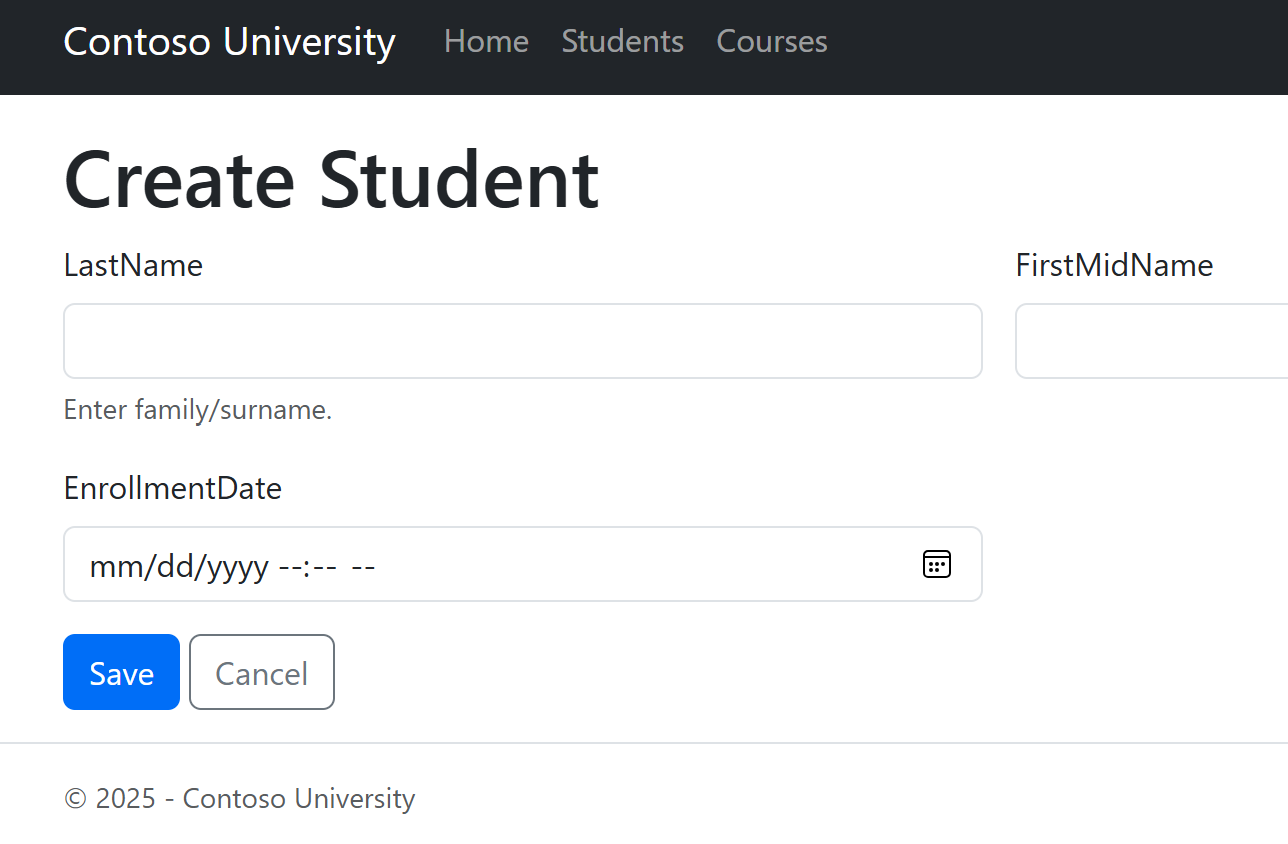 Contoso University Home Students Courses
Create Student
LastName FirstMidName
Enter family/surname.
EnrollmentDate
mm/dd/yyyy --:-- --
Save Cancel
© 2025 - Contoso University